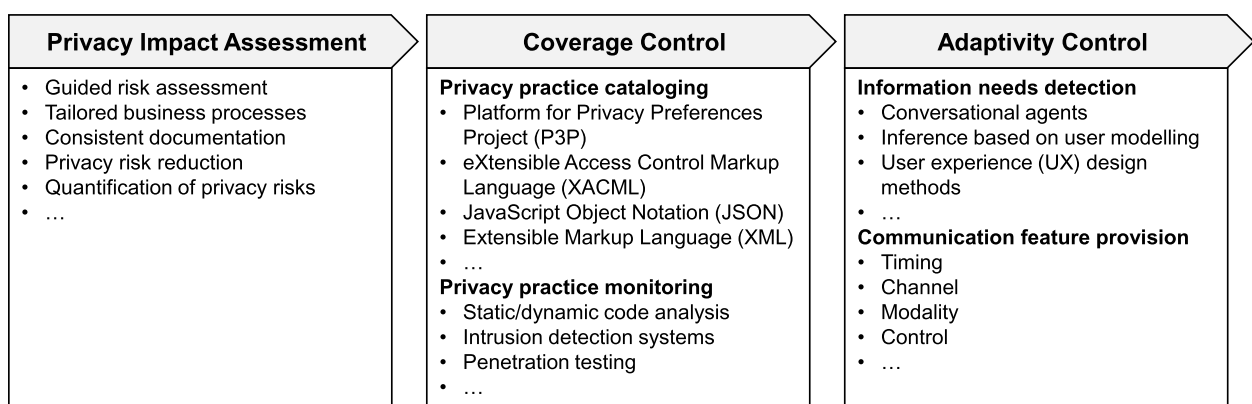 Privacy Impact Assessment
• Guided risk assessment
• Tailored business processes
• Consistent documentation
• Privacy risk reduction
• Quantification of privacy risks
• …
Coverage Control
Privacy practice cataloging
• Platform for Privacy Preferences
Project (P3P)
• eXtensible Access Control Markup
Language (XACML)
• JavaScript Object Notation (JSON)
• Extensible Markup Language (XML)
• …
Privacy practice monitoring
• Static/dynamic code analysis
• Intrusion detection systems
• Penetration testing
• …
Adaptivity Control
Information needs detection
• Conversational agents
• Inference based on user modelling
• User experience (UX) design
methods
• …
Communication feature provision
• Timing
• Channel
• Modality
• Control
• …